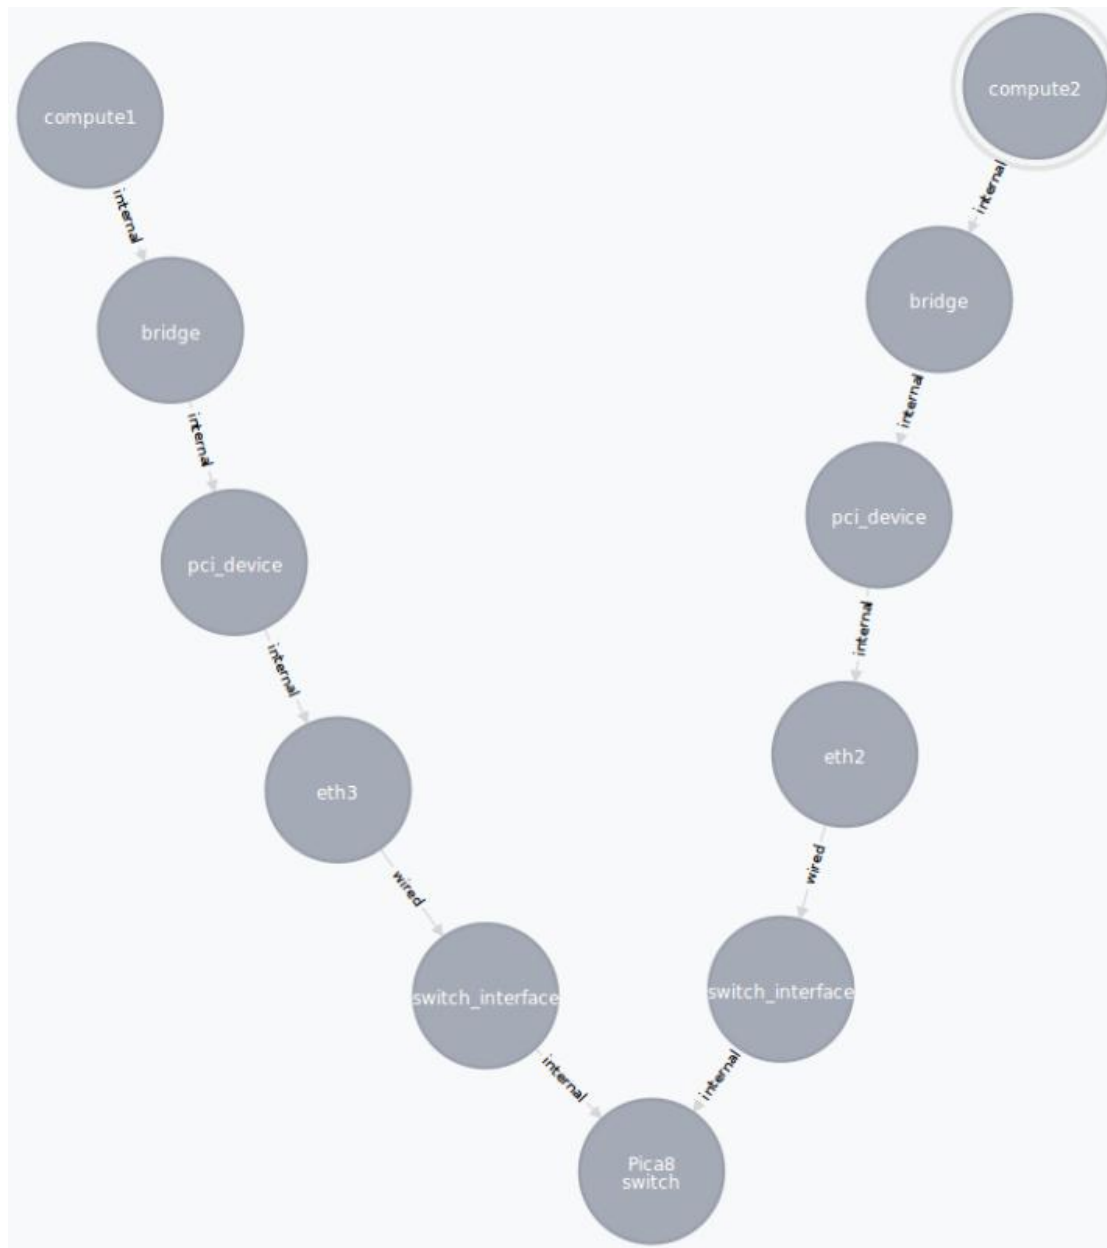 compute1
compute2
internal
internal
bridge
bridge
internal
internal
pci_device
pci_device
internal
internal
eth3
eth2
wired
wired
switch_interface
switch_interface
internal
internal
Pica8
switch